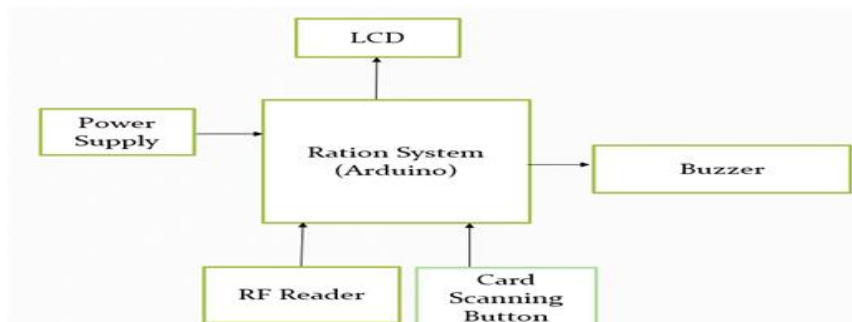 LCD
Power
Supply
Ration System
(Arduino)
Buzzer
RF Reader
Card
Scanning
Button